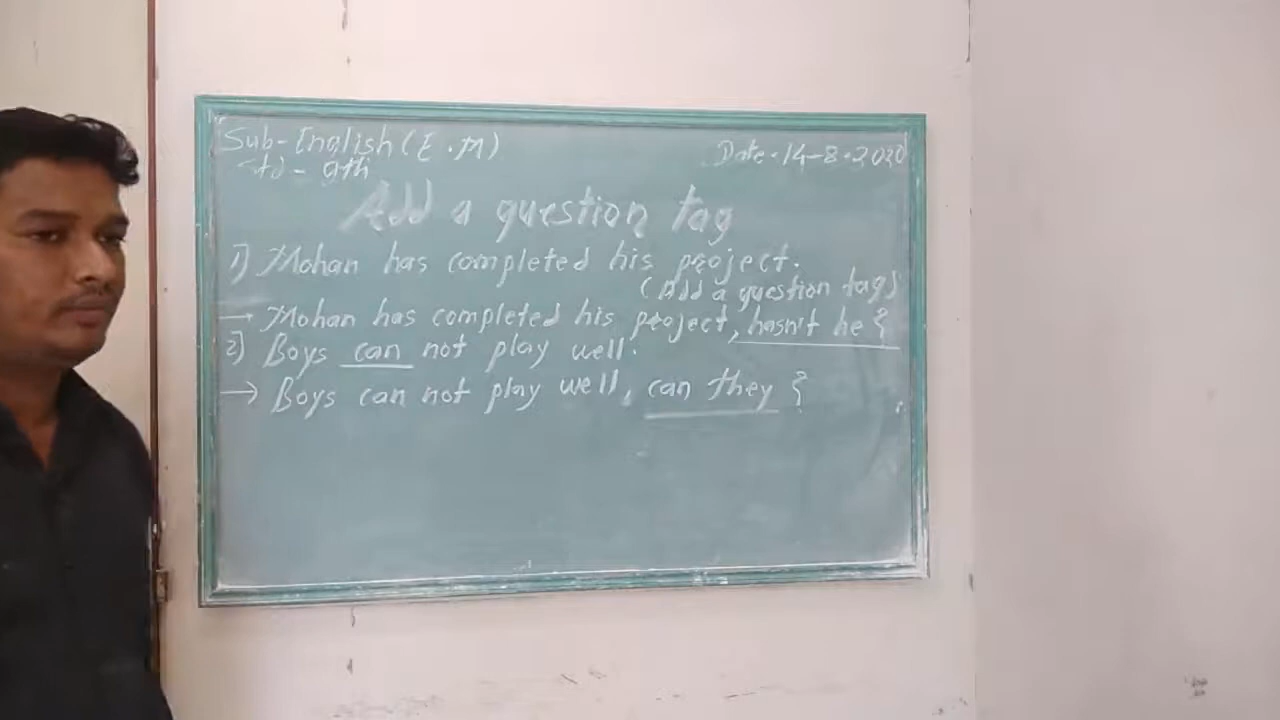 Sub-English (E.M)
Date-14-8-2020
Std - 9th
Add a question tag
1) Mohan has completed his project.
(Add a question tag)
→ Mohan has completed his project, hasn't he?
2) Boys can not play well.
→ Boys can not play well, can they?